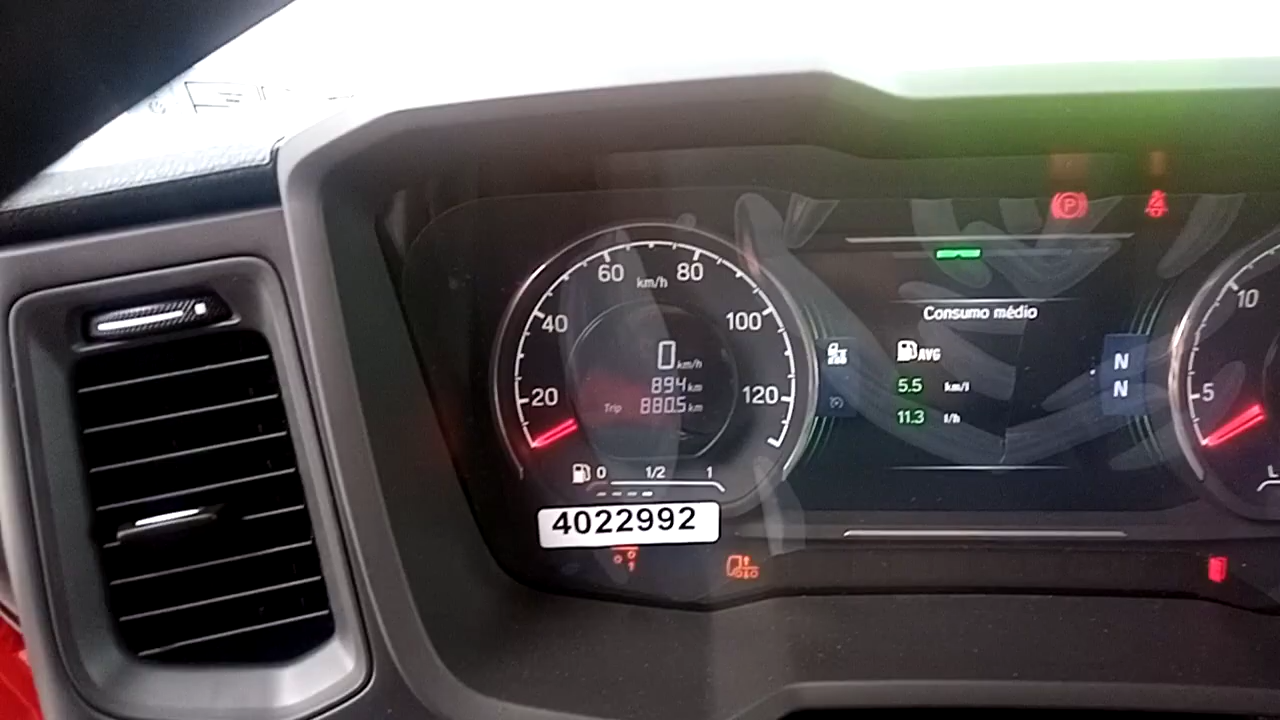 60 80
km/h
40 100
20 120
0 km/h
894 km
Trip 880.5 km
0 1/2 1
4022992
P
Consumo médio
AVG
5.5 km/l
11.3 l/h
N
N
10
5
L